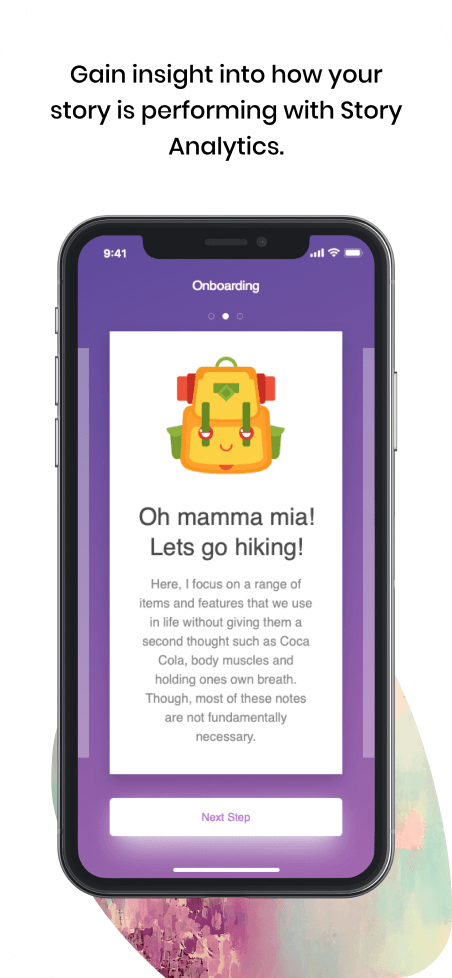 Gain insight into how your
story is performing with Story
Analytics.
9:41
Onboarding
Oh mamma mia!
Lets go hiking!
Here, I focus on a range of
items and features that we use
in life without giving them a
second thought such as Coca
Cola, body muscles and
holding ones own breath.
Though, most of these notes
are not fundamentally
necessary.
Next Step